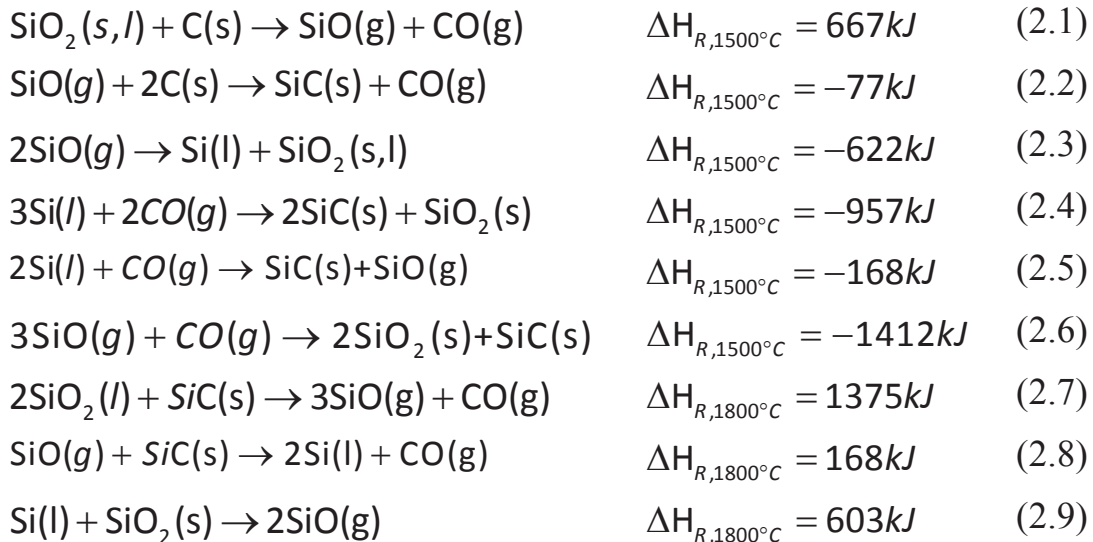 SiO₂(s,l) + C(s) → SiO(g) + CO(g) ΔH_R,1500°C = 667kJ (2.1)
SiO(g) + 2C(s) → SiC(s) + CO(g) ΔH_R,1500°C = −77kJ (2.2)
2SiO(g) → Si(l) + SiO₂(s,l) ΔH_R,1500°C = −622kJ (2.3)
3Si(l) + 2CO(g) → 2SiC(s) + SiO₂(s) ΔH_R,1500°C = −957kJ (2.4)
2Si(l) + CO(g) → SiC(s)+SiO(g) ΔH_R,1500°C = −168kJ (2.5)
3SiO(g) + CO(g) → 2SiO₂(s)+SiC(s) ΔH_R,1500°C = −1412kJ (2.6)
2SiO₂(l) + SiC(s) → 3SiO(g) + CO(g) ΔH_R,1800°C = 1375kJ (2.7)
SiO(g) + SiC(s) → 2Si(l) + CO(g) ΔH_R,1800°C = 168kJ (2.8)
Si(l) + SiO₂(s) → 2SiO(g) ΔH_R,1800°C = 603kJ (2.9)